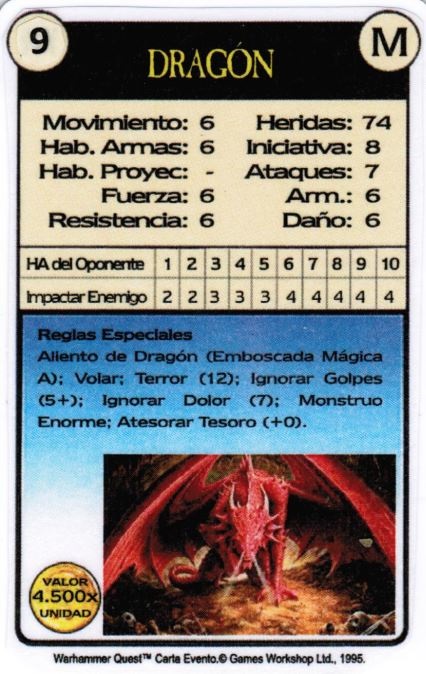 9
M
DRAGÓN
Movimiento: 6 Heridas: 74
Hab. Armas: 6 Iniciativa: 8
Hab. Proyec: - Ataques: 7
Fuerza: 6 Arm.: 6
Resistencia: 6 Daño: 6
HA del Oponente 1 2 3 4 5 6 7 8 9 10
Impactar Enemigo 2 2 3 3 3 4 4 4 4 4
Reglas Especiales
Aliento de Dragón (Emboscada Mágica
A); Volar; Terror (12); Ignorar Golpes
(5+); Ignorar Dolor (7); Monstruo
Enorme; Atesorar Tesoro (+0).
VALOR
4.500x
UNIDAD
Warhammer Quest™ Carta Evento.© Games Workshop Ltd., 1995.